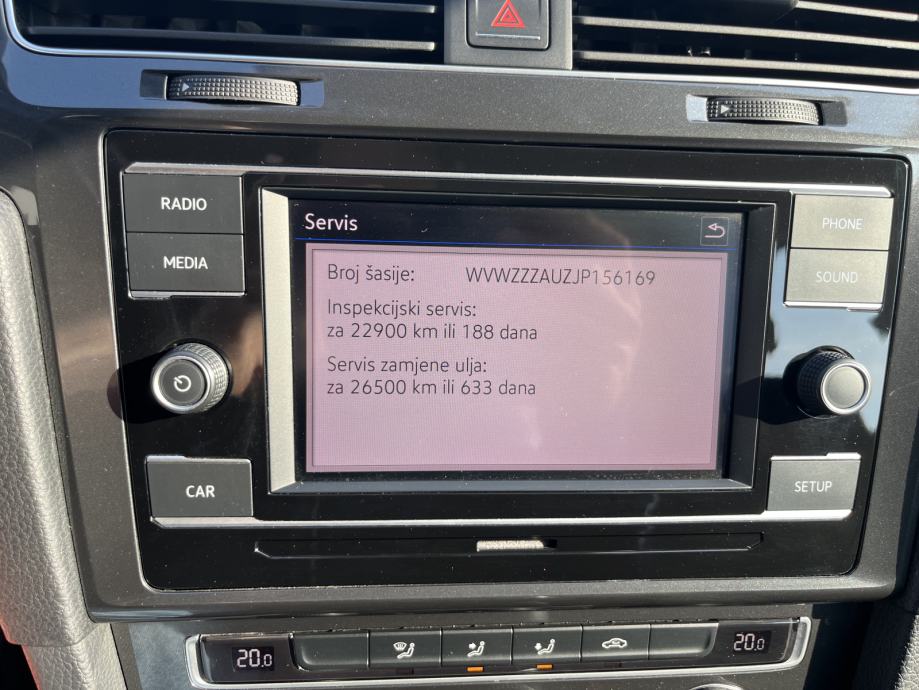 RADIO
MEDIA
CAR
Servis
Broj šasije: WVWZZZAUZJP156169
Inspekcijski servis:
za 22900 km ili 188 dana
Servis zamjene ulja:
za 26500 km ili 633 dana
PHONE
SOUND
SETUP
20.0
20.0